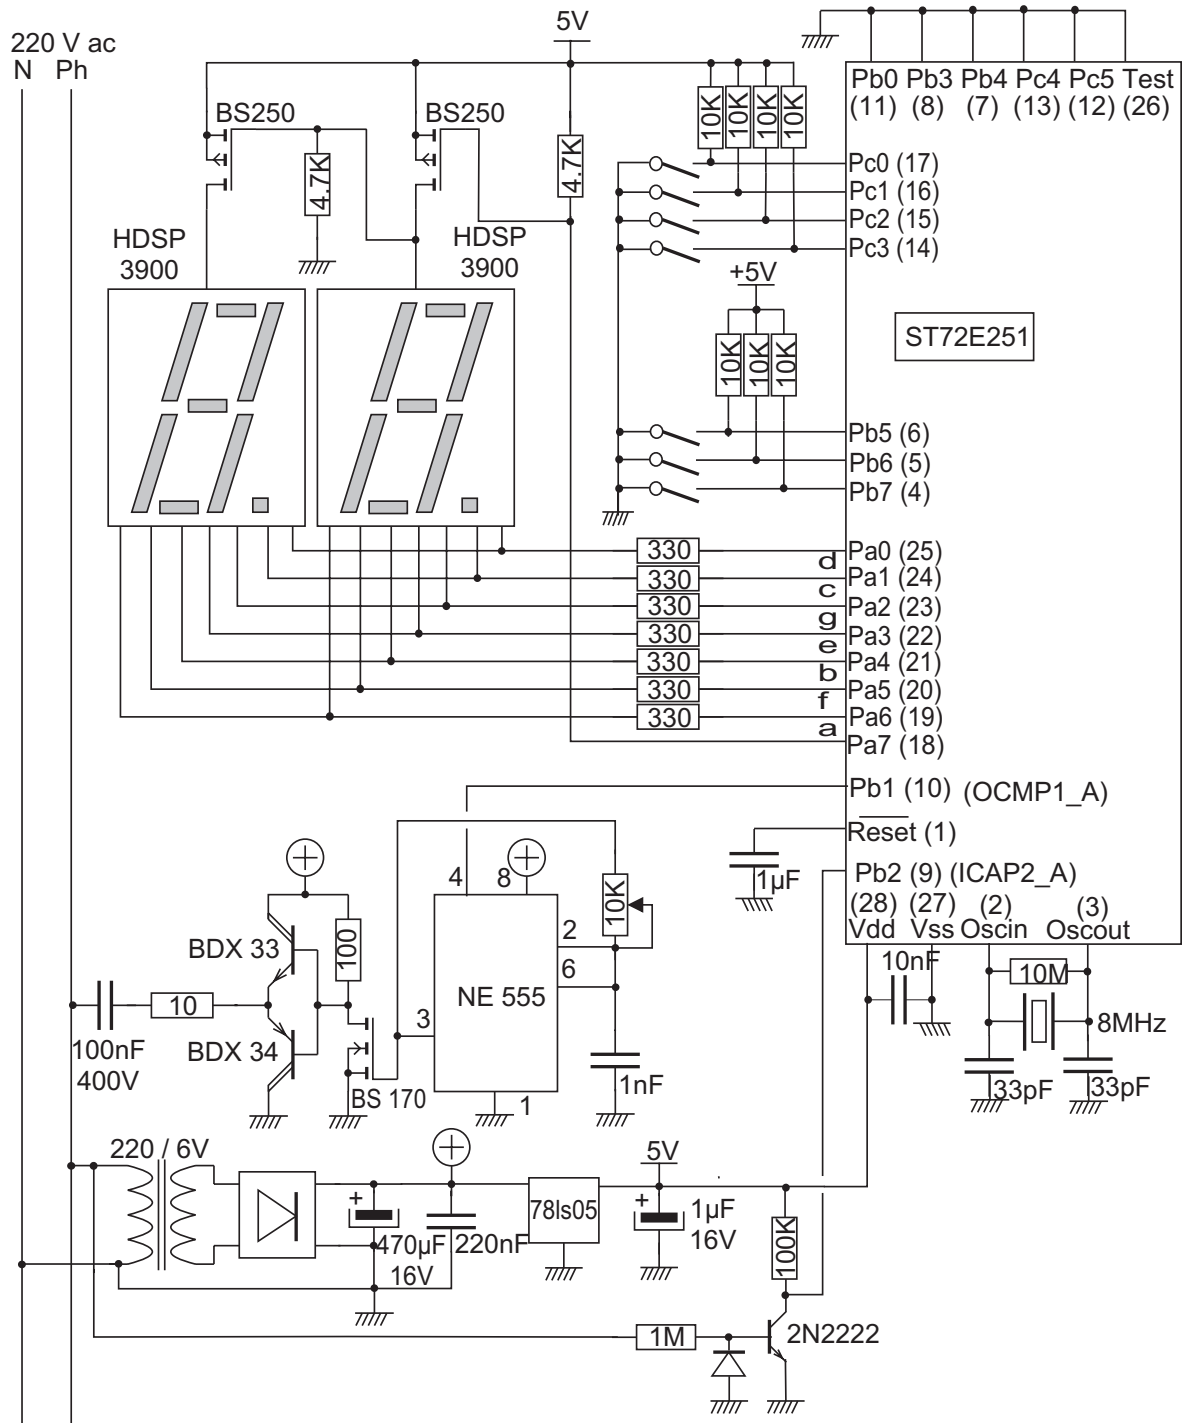 220 V ac
N Ph
5V
BS250
BS250
4.7K
4.7K
10K
10K
10K
10K
Pb0 Pb3 Pb4 Pc4 Pc5 Test
(11) (8) (7) (13) (12) (26)
Pc0 (17)
Pc1 (16)
Pc2 (15)
Pc3 (14)
HDSP
3900
HDSP
3900
+5V
10K
10K
10K
ST72E251
Pb5 (6)
Pb6 (5)
Pb7 (4)
330
d
Pa0 (25)
330
c
Pa1 (24)
330
g
Pa2 (23)
330
e
Pa3 (22)
330
b
Pa4 (21)
330
f
Pa5 (20)
330
a
Pa6 (19)
Pa7 (18)
Pb1 (10) (OCMP1_A)
Reset (1)
1µF
Pb2 (9) (ICAP2_A)
(28) (27) (2) (3)
Vdd Vss Oscin Oscout
4
8
10K
2
6
NE 555
3
1
1nF
BDX 33
100
10
BDX 34
100nF
400V
BS 170
10nF
10M
8MHz
33pF
33pF
220 / 6V
+
470µF
16V
220nF
78ls05
5V
+
1µF
16V
100K
1M
2N2222